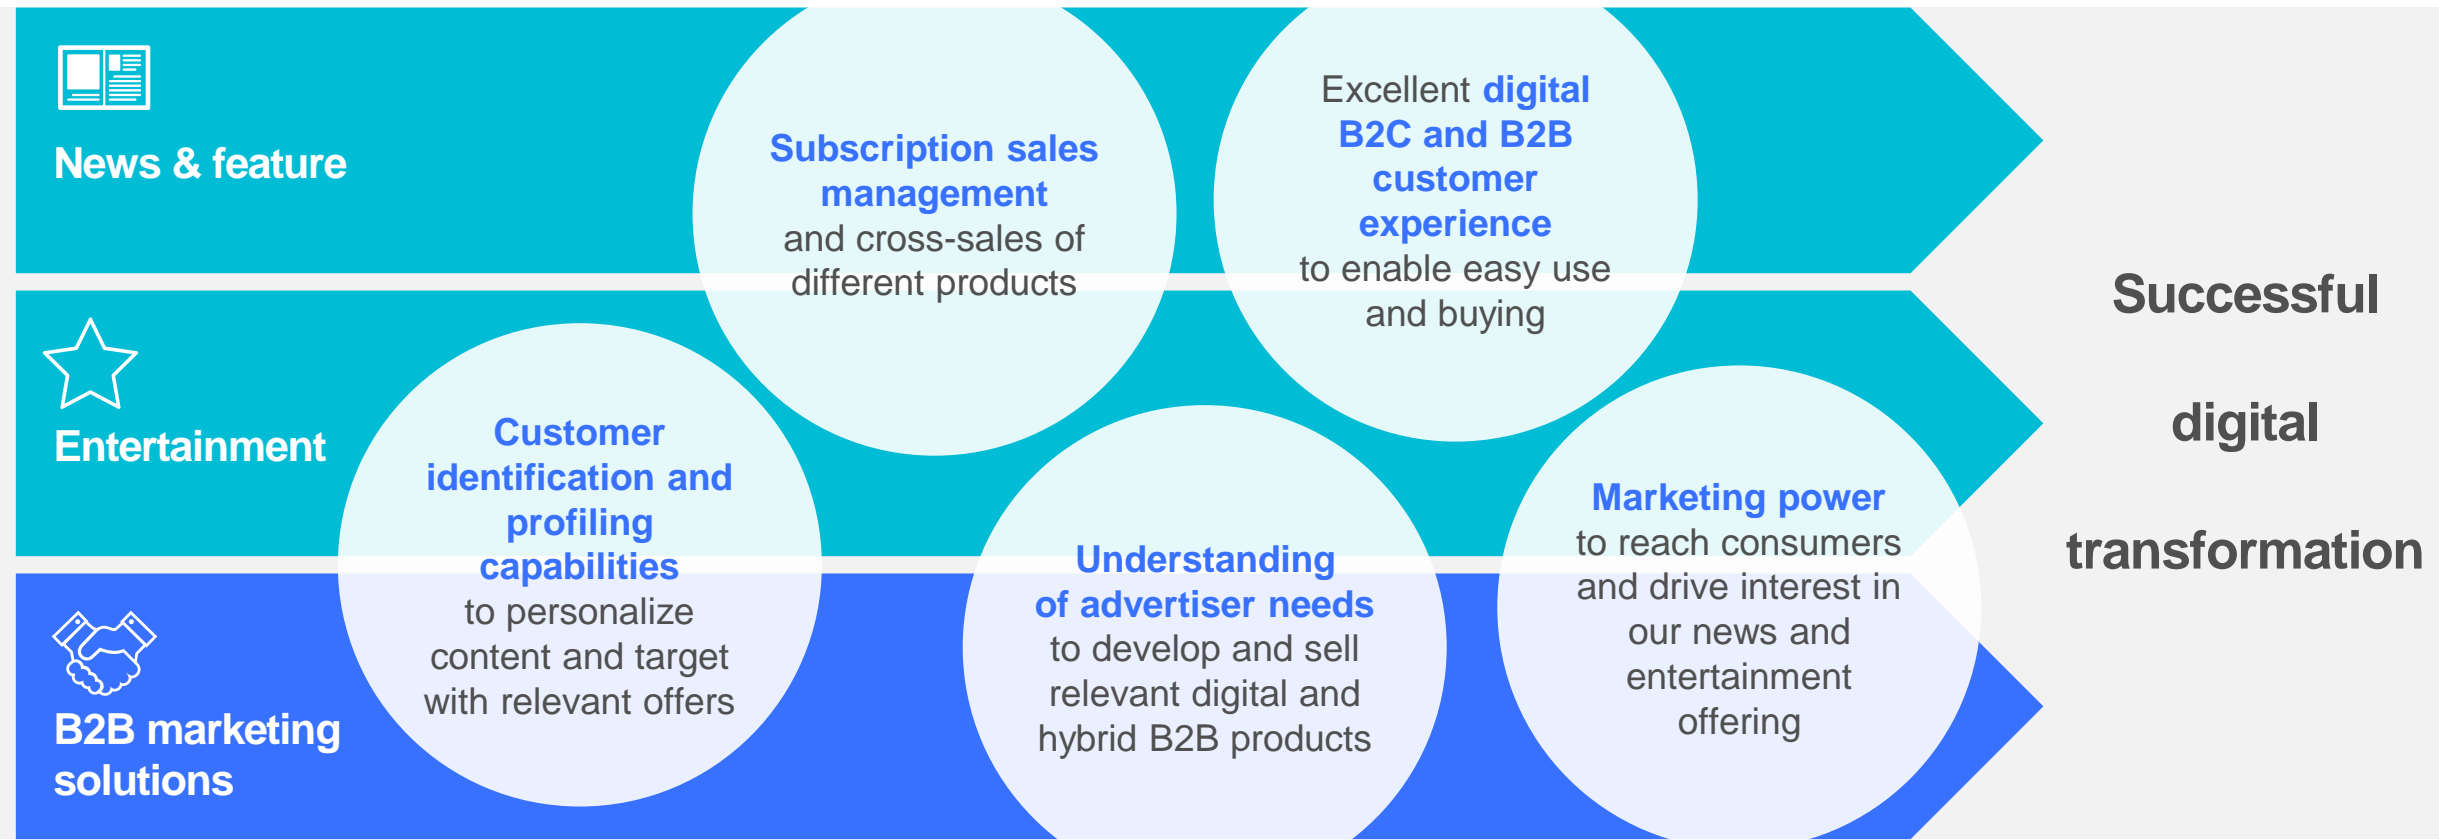 News & feature
Entertainment
B2B marketing
solutions
Subscription sales
management
and cross-sales of
different products
Excellent digital
B2C and B2B
customer
experience
to enable easy use
and buying
Customer
identification and
profiling
capabilities
to personalize
content and target
with relevant offers
Understanding
of advertiser needs
to develop and sell
relevant digital and
hybrid B2B products
Marketing power
to reach consumers
and drive interest in
our news and
entertainment
offering
Successful
digital
transformation